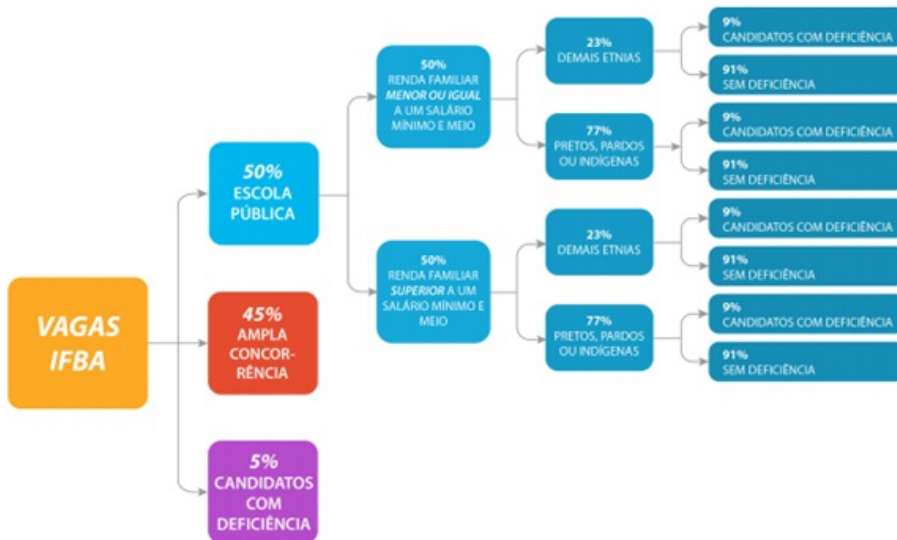 VAGAS
IFBA
50%
ESCOLA
PÚBLICA
45%
AMPLA
CONCOR-
RÊNCIA
5%
CANDIDATOS
COM
DEFICIÊNCIA
50%
RENDA FAMILIAR
MENOR OU IGUAL
A UM SALÁRIO
MÍNIMO E MEIO
50%
RENDA FAMILIAR
SUPERIOR A UM
SALÁRIO MÍNIMO E
MEIO
23%
DEMAIS ETNIAS
77%
PRETOS, PARDOS
OU INDÍGENAS
23%
DEMAIS ETNIAS
77%
PRETOS, PARDOS
OU INDÍGENAS
9%
CANDIDATOS COM DEFICIÊNCIA
91%
SEM DEFICIÊNCIA
9%
CANDIDATOS COM DEFICIÊNCIA
91%
SEM DEFICIÊNCIA
9%
CANDIDATOS COM DEFICIÊNCIA
91%
SEM DEFICIÊNCIA
9%
CANDIDATOS COM DEFICIÊNCIA
91%
SEM DEFICIÊNCIA